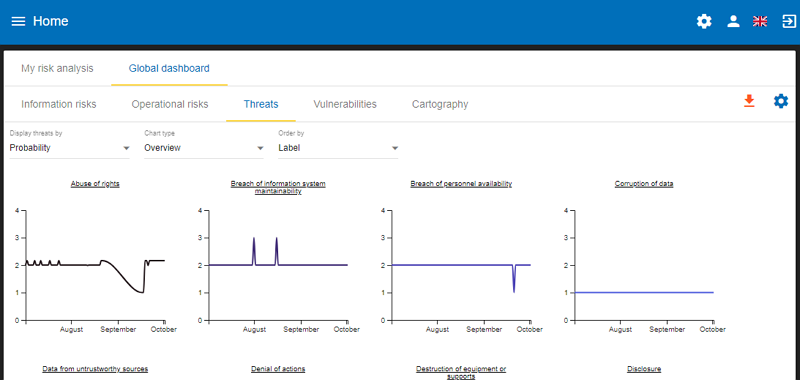 Home
My risk analysis Global dashboard
Information risks Operational risks Threats Vulnerabilities Cartography
Display threats by Chart type Order by
Probability Overview Label
Abuse of rights Breach of information system Breach of personnel availability Corruption of data
maintainability
4 4 4 4
3 3 3 3
2 2 2 2
1 1 1 1
August September October August September October August September October August September October
Data from untrustworthy sources Denial of actions Destruction of equipment or Disclosure
supports